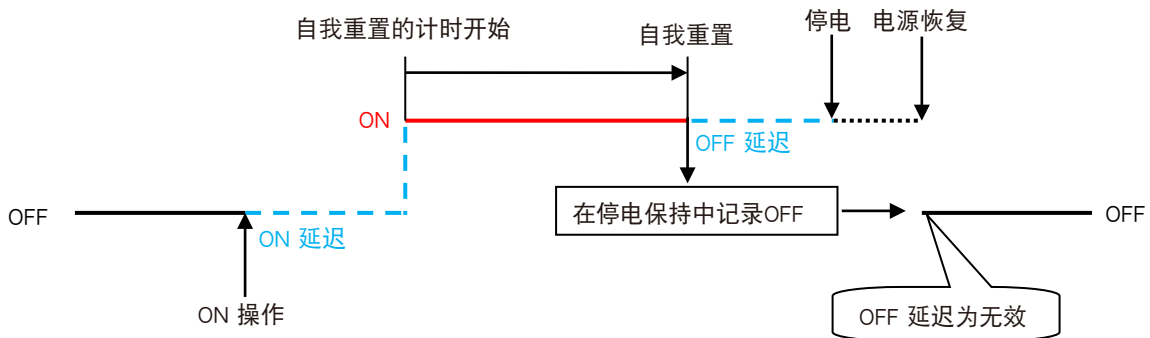 自我重置的计时开始
自我重置
停电
电源恢复
ON
OFF 延迟
OFF
在停电保持中记录OFF
OFF
ON 延迟
ON 操作
OFF 延迟为无效